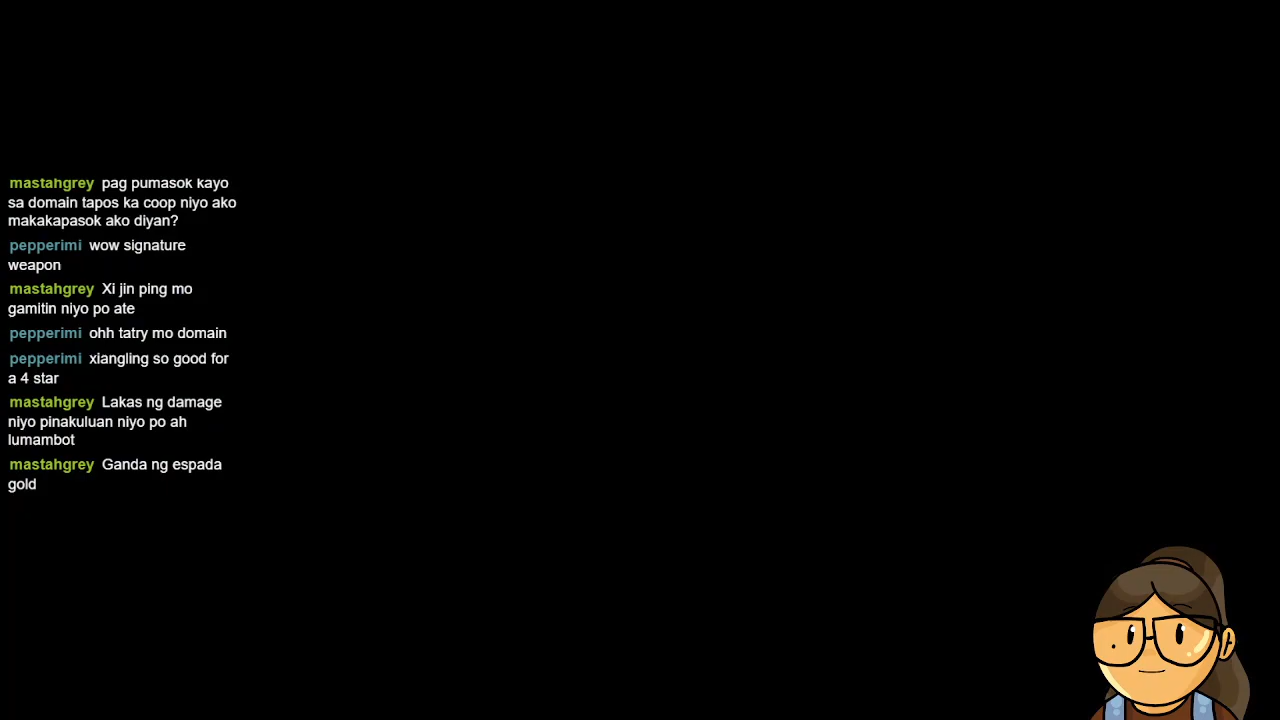 mastahgrey pag pumasok kayo
sa domain tapos ka coop niyo ako
makakapasok ako diyan?
pepperimi wow signature
weapon
mastahgrey Xi jin ping mo
gamitin niyo po ate
pepperimi ohh tatry mo domain
pepperimi xiangling so good for
a 4 star
mastahgrey Lakas ng damage
niyo pinakuluan niyo po ah
lumambot
mastahgrey Ganda ng espada
gold